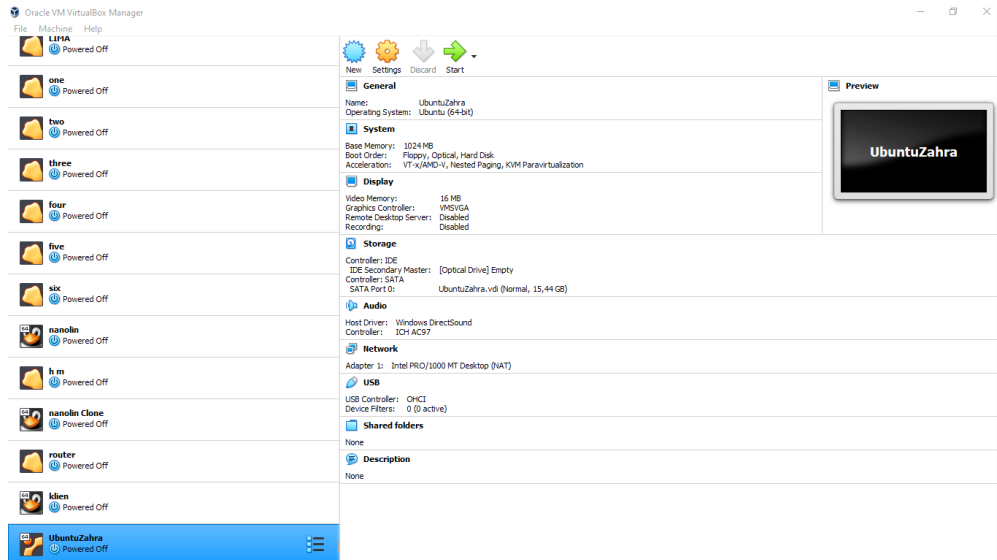 Oracle VM VirtualBox Manager
File Machine Help
LIMA
Powered Off
one
Powered Off
two
Powered Off
three
Powered Off
four
Powered Off
five
Powered Off
six
Powered Off
64
nanolin
Powered Off
h m
Powered Off
64
nanolin Clone
Powered Off
router
Powered Off
64
klien
Powered Off
64
UbuntuZahra
Powered Off
New Settings Discard Start
General
Name: UbuntuZahra
Operating System: Ubuntu (64-bit)
System
Base Memory: 1024 MB
Boot Order: Floppy, Optical, Hard Disk
Acceleration: VT-x/AMD-V, Nested Paging, KVM Paravirtualization
Display
Video Memory: 16 MB
Graphics Controller: VMSVGA
Remote Desktop Server: Disabled
Recording: Disabled
Storage
Controller: IDE
IDE Secondary Master: [Optical Drive] Empty
Controller: SATA
SATA Port 0: UbuntuZahra.vdi (Normal, 15,44 GB)
Audio
Host Driver: Windows DirectSound
Controller: ICH AC97
Network
Adapter 1: Intel PRO/1000 MT Desktop (NAT)
USB
USB Controller: OHCI
Device Filters: 0 (0 active)
Shared folders
None
Description
None
Preview
UbuntuZahra